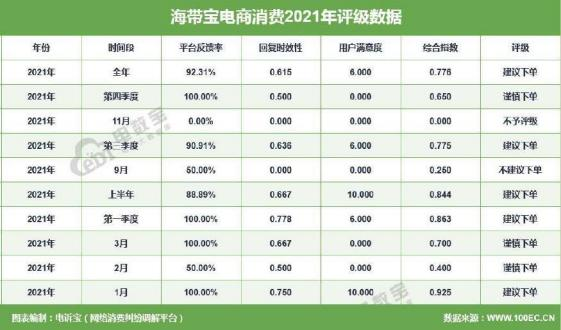 海带宝电商消费2021年评级数据
年份 时间段 平台反馈率 回复时效性 用户满意度 综合指数 评级
2021年 全年 92.31% 0.615 6.000 0.776 建议下单
2021年 第四季度 100.00% 0.500 0.000 0.650 谨慎下单
2021年 11月 0.00% 0.000 0.000 0.000 不予评级
2021年 第三季度 90.91% 0.636 6.000 0.775 建议下单
2021年 9月 50.00% 0.000 0.000 0.250 不建议下单
2021年 上半年 88.89% 0.667 10.000 0.844 建议下单
2021年 第一季度 100.00% 0.778 6.000 0.863 建议下单
2021年 3月 100.00% 0.667 0.000 0.700 谨慎下单
2021年 2月 50.00% 0.500 0.000 0.400 谨慎下单
2021年 1月 100.00% 0.750 10.000 0.925 建议下单
图表编制：电诉宝（网络消费纠纷调解平台） 数据来源：WWW.100EC.CN